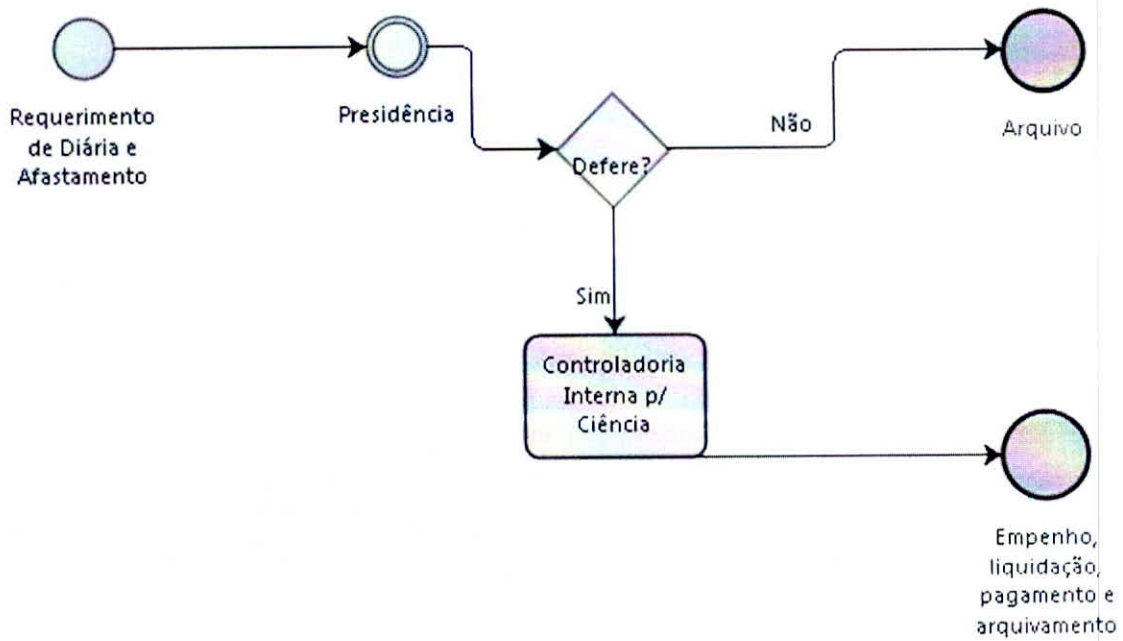 Requerimento
de Diária e
Afastamento
Presidência
Defere?
Não
Arquivo
Sim
Controladoria
Interna p/
Ciência
Empenho,
liquidação,
pagamento e
arquivamento